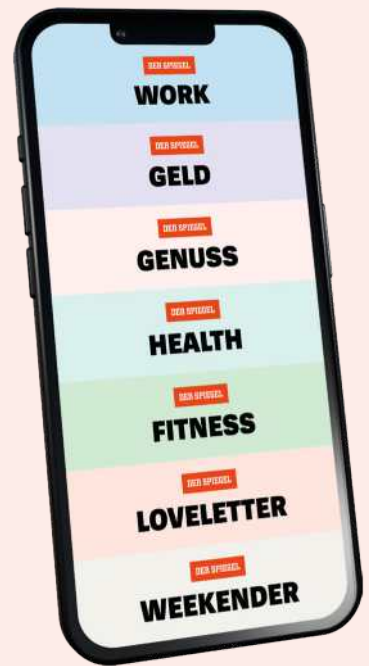 DER SPIEGEL
WORK
DER SPIEGEL
GELD
DER SPIEGEL
GENUSS
DER SPIEGEL
HEALTH
DER SPIEGEL
FITNESS
DER SPIEGEL
LOVELETTER
DER SPIEGEL
WEEKENDER